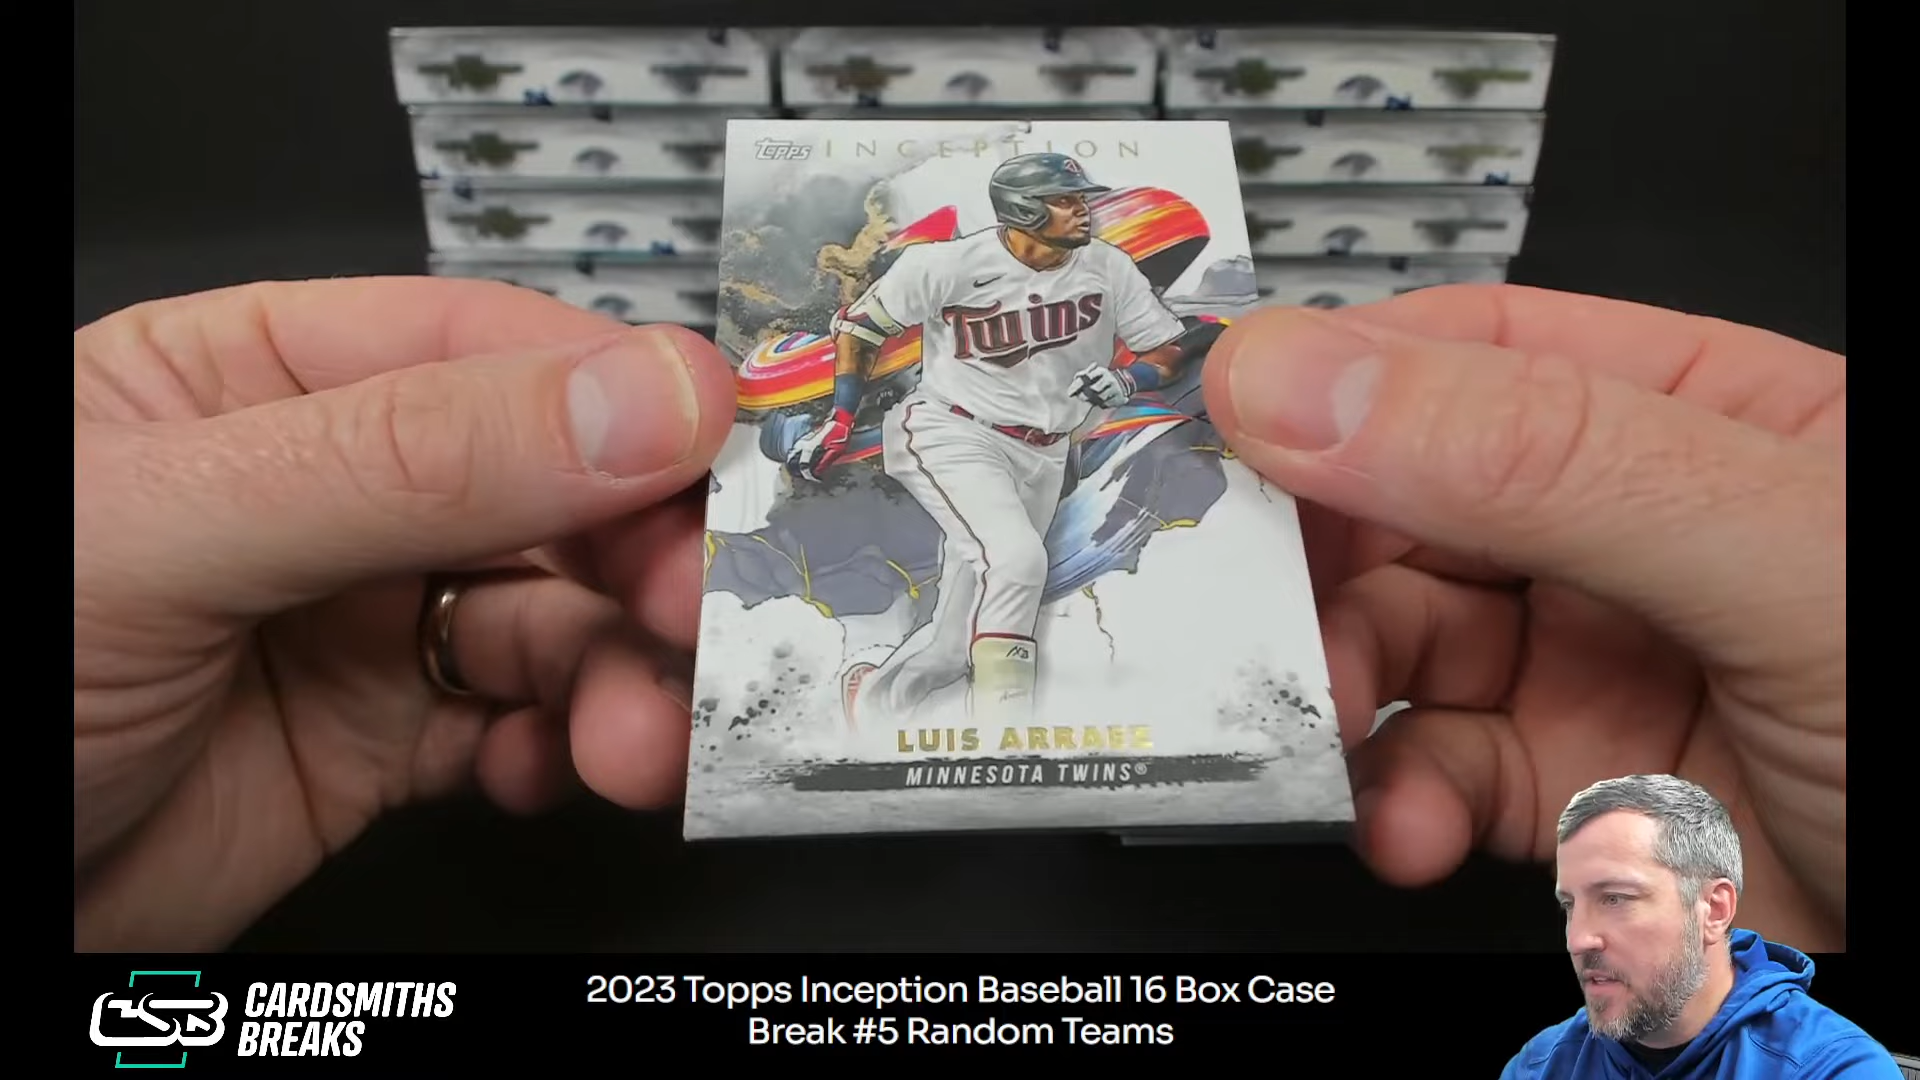 TOPPS INCEPTION
Twins
LUIS ARRAEZ
MINNESOTA TWINS®
CSB CARDSMITHS
BREAKS
2023 Topps Inception Baseball 16 Box Case
Break #5 Random Teams